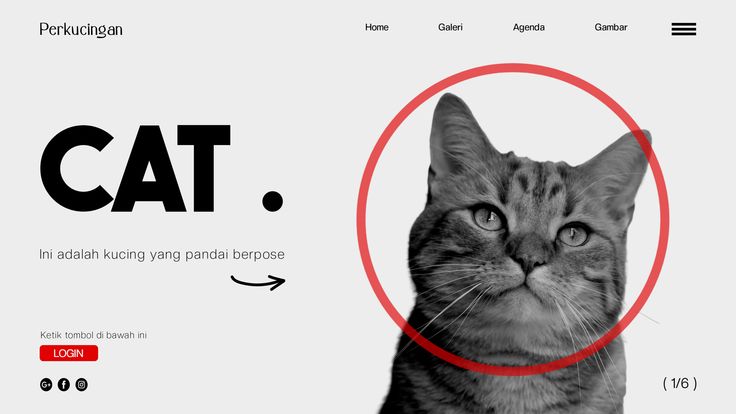 Perkucingan
Home Galeri Agenda Gambar
CAT .
Ini adalah kucing yang pandai berpose
Ketik tombol di bawah ini
LOGIN
G+ f
( 1/6 )